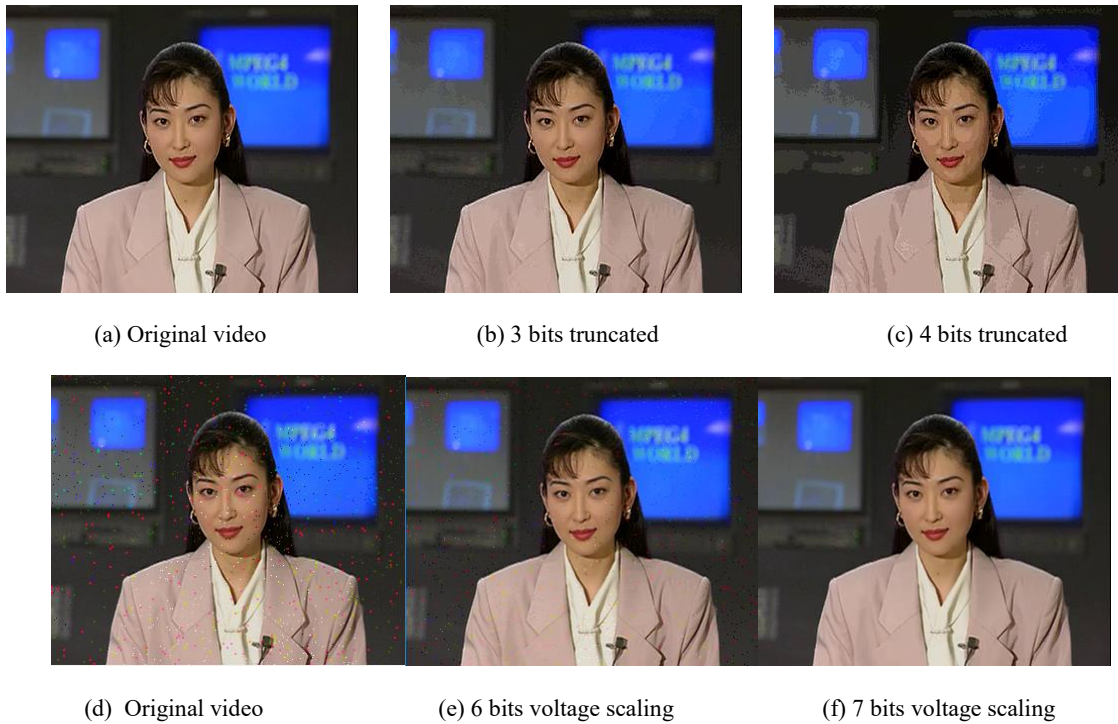 MPEG4
WORLD
MPEG4
WORLD
MPEG4
WORLD
(a) Original video
(b) 3 bits truncated
(c) 4 bits truncated
MPEG4
WORLD
MPEG4
WORLD
MPEG4
WORLD
(d) Original video
(e) 6 bits voltage scaling
(f) 7 bits voltage scaling